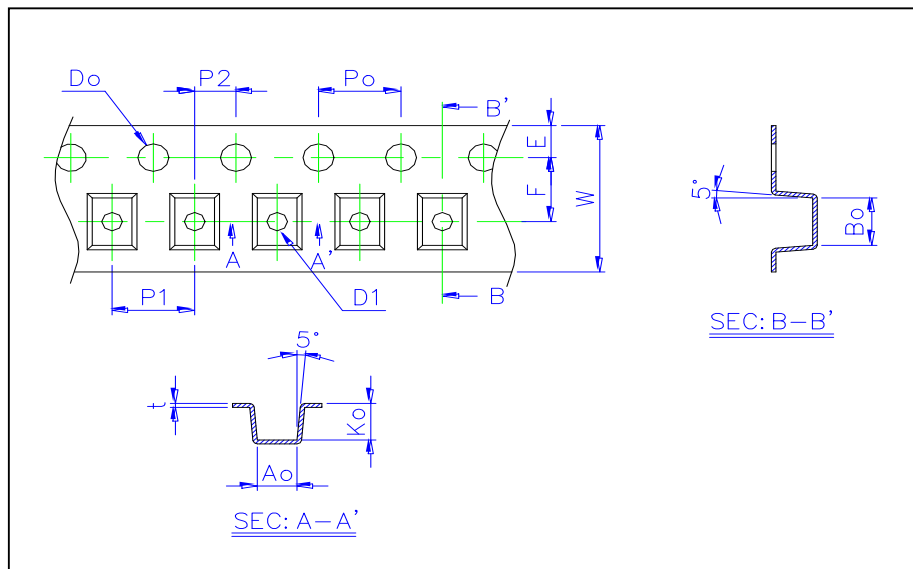 Do
P2
Po
B'
E
F
W
A
A'
P1
D1
B
5°
Bo
SEC: B-B'
5°
t
Ko
Ao
SEC: A-A'